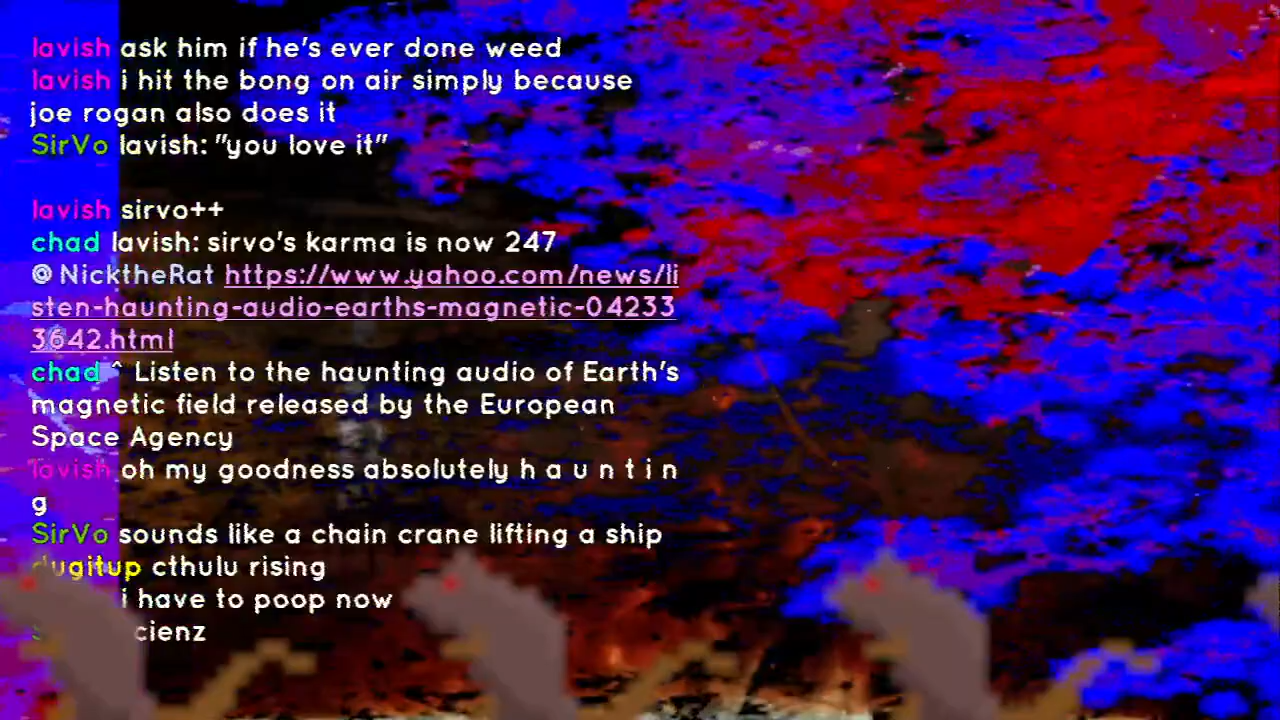 lavish ask him if he's ever done weed
lavish i hit the bong on air simply because
joe rogan also does it
SirVo lavish: "you love it"
lavish sirvo++
chad lavish: sirvo's karma is now 247
@NicktheRat https://www.yahoo.com/news/li
sten-haunting-audio-earths-magnetic-04233
3642.html
chad ^ Listen to the haunting audio of Earth's
magnetic field released by the European
Space Agency
lavish oh my goodness absolutely h a u n t i n
g
SirVo sounds like a chain crane lifting a ship
dugitup cthulu rising
i have to poop now